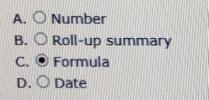 A. Number
B. Roll-up summary
C. Formula
D. Date